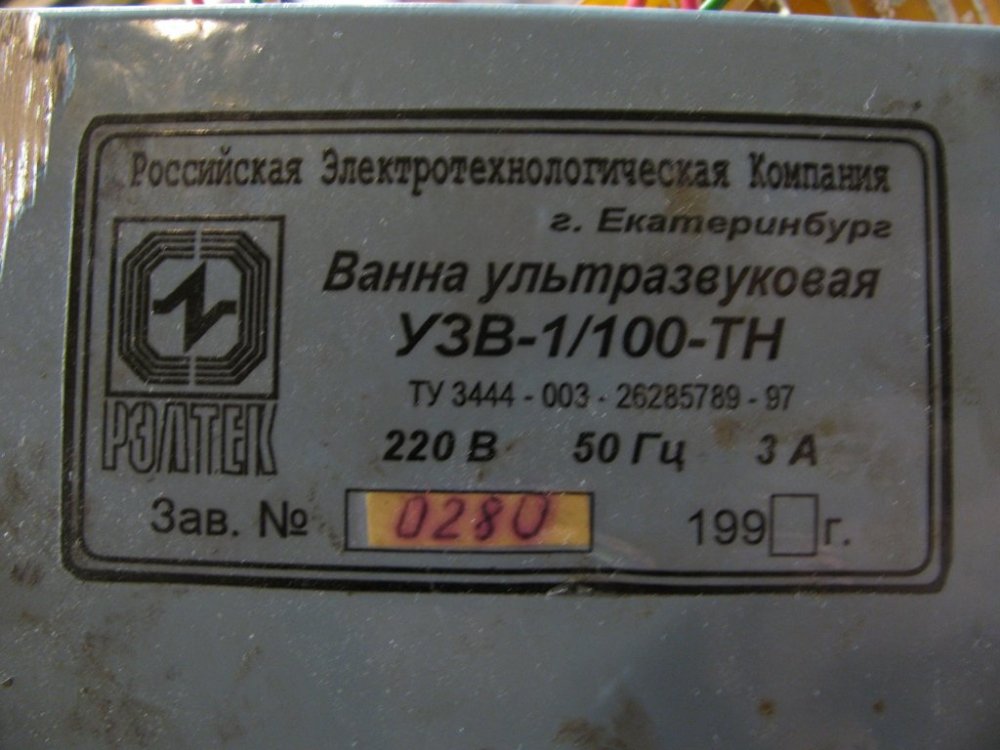 Российская Электротехнологическая Компания
г. Екатеринбург
Ванна ультразвуковая
УЗВ-1/100-ТН
РЭЛТЕК
ТУ 3444 - 003 - 26285789 - 97
220 В 50 Гц 3 А
Зав. № 0280 199 г.